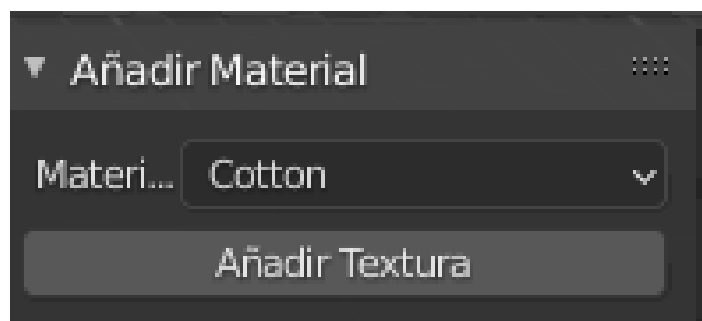 Añadir Material
Materi... Cotton
Añadir Textura